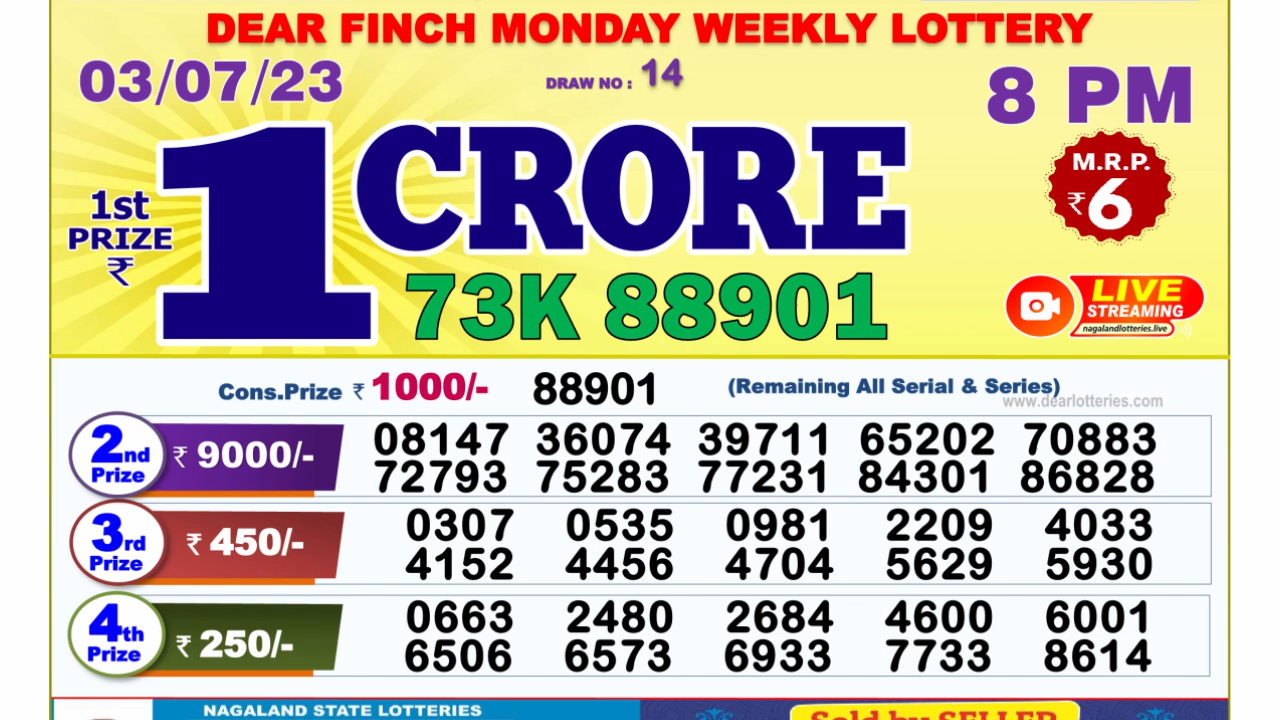 DEAR FINCH MONDAY WEEKLY LOTTERY
03/07/23
DRAW NO : 14
8 PM
1st
PRIZE
₹
1 CRORE
M.R.P.
₹ 6
73K 88901
LIVE
STREAMING
nagalandlotteries.live
Cons.Prize ₹ 1000/- 88901 (Remaining All Serial & Series)
www.dearlotteries.com
2nd
Prize
₹ 9000/-
08147 36074 39711 65202 70883
72793 75283 77231 84301 86828
3rd
Prize
₹ 450/-
0307 0535 0981 2209 4033
4152 4456 4704 5629 5930
4th
Prize
₹ 250/-
0663 2480 2684 4600 6001
6506 6573 6933 7733 8614
NAGALAND STATE LOTTERIES
Sold by SELLER